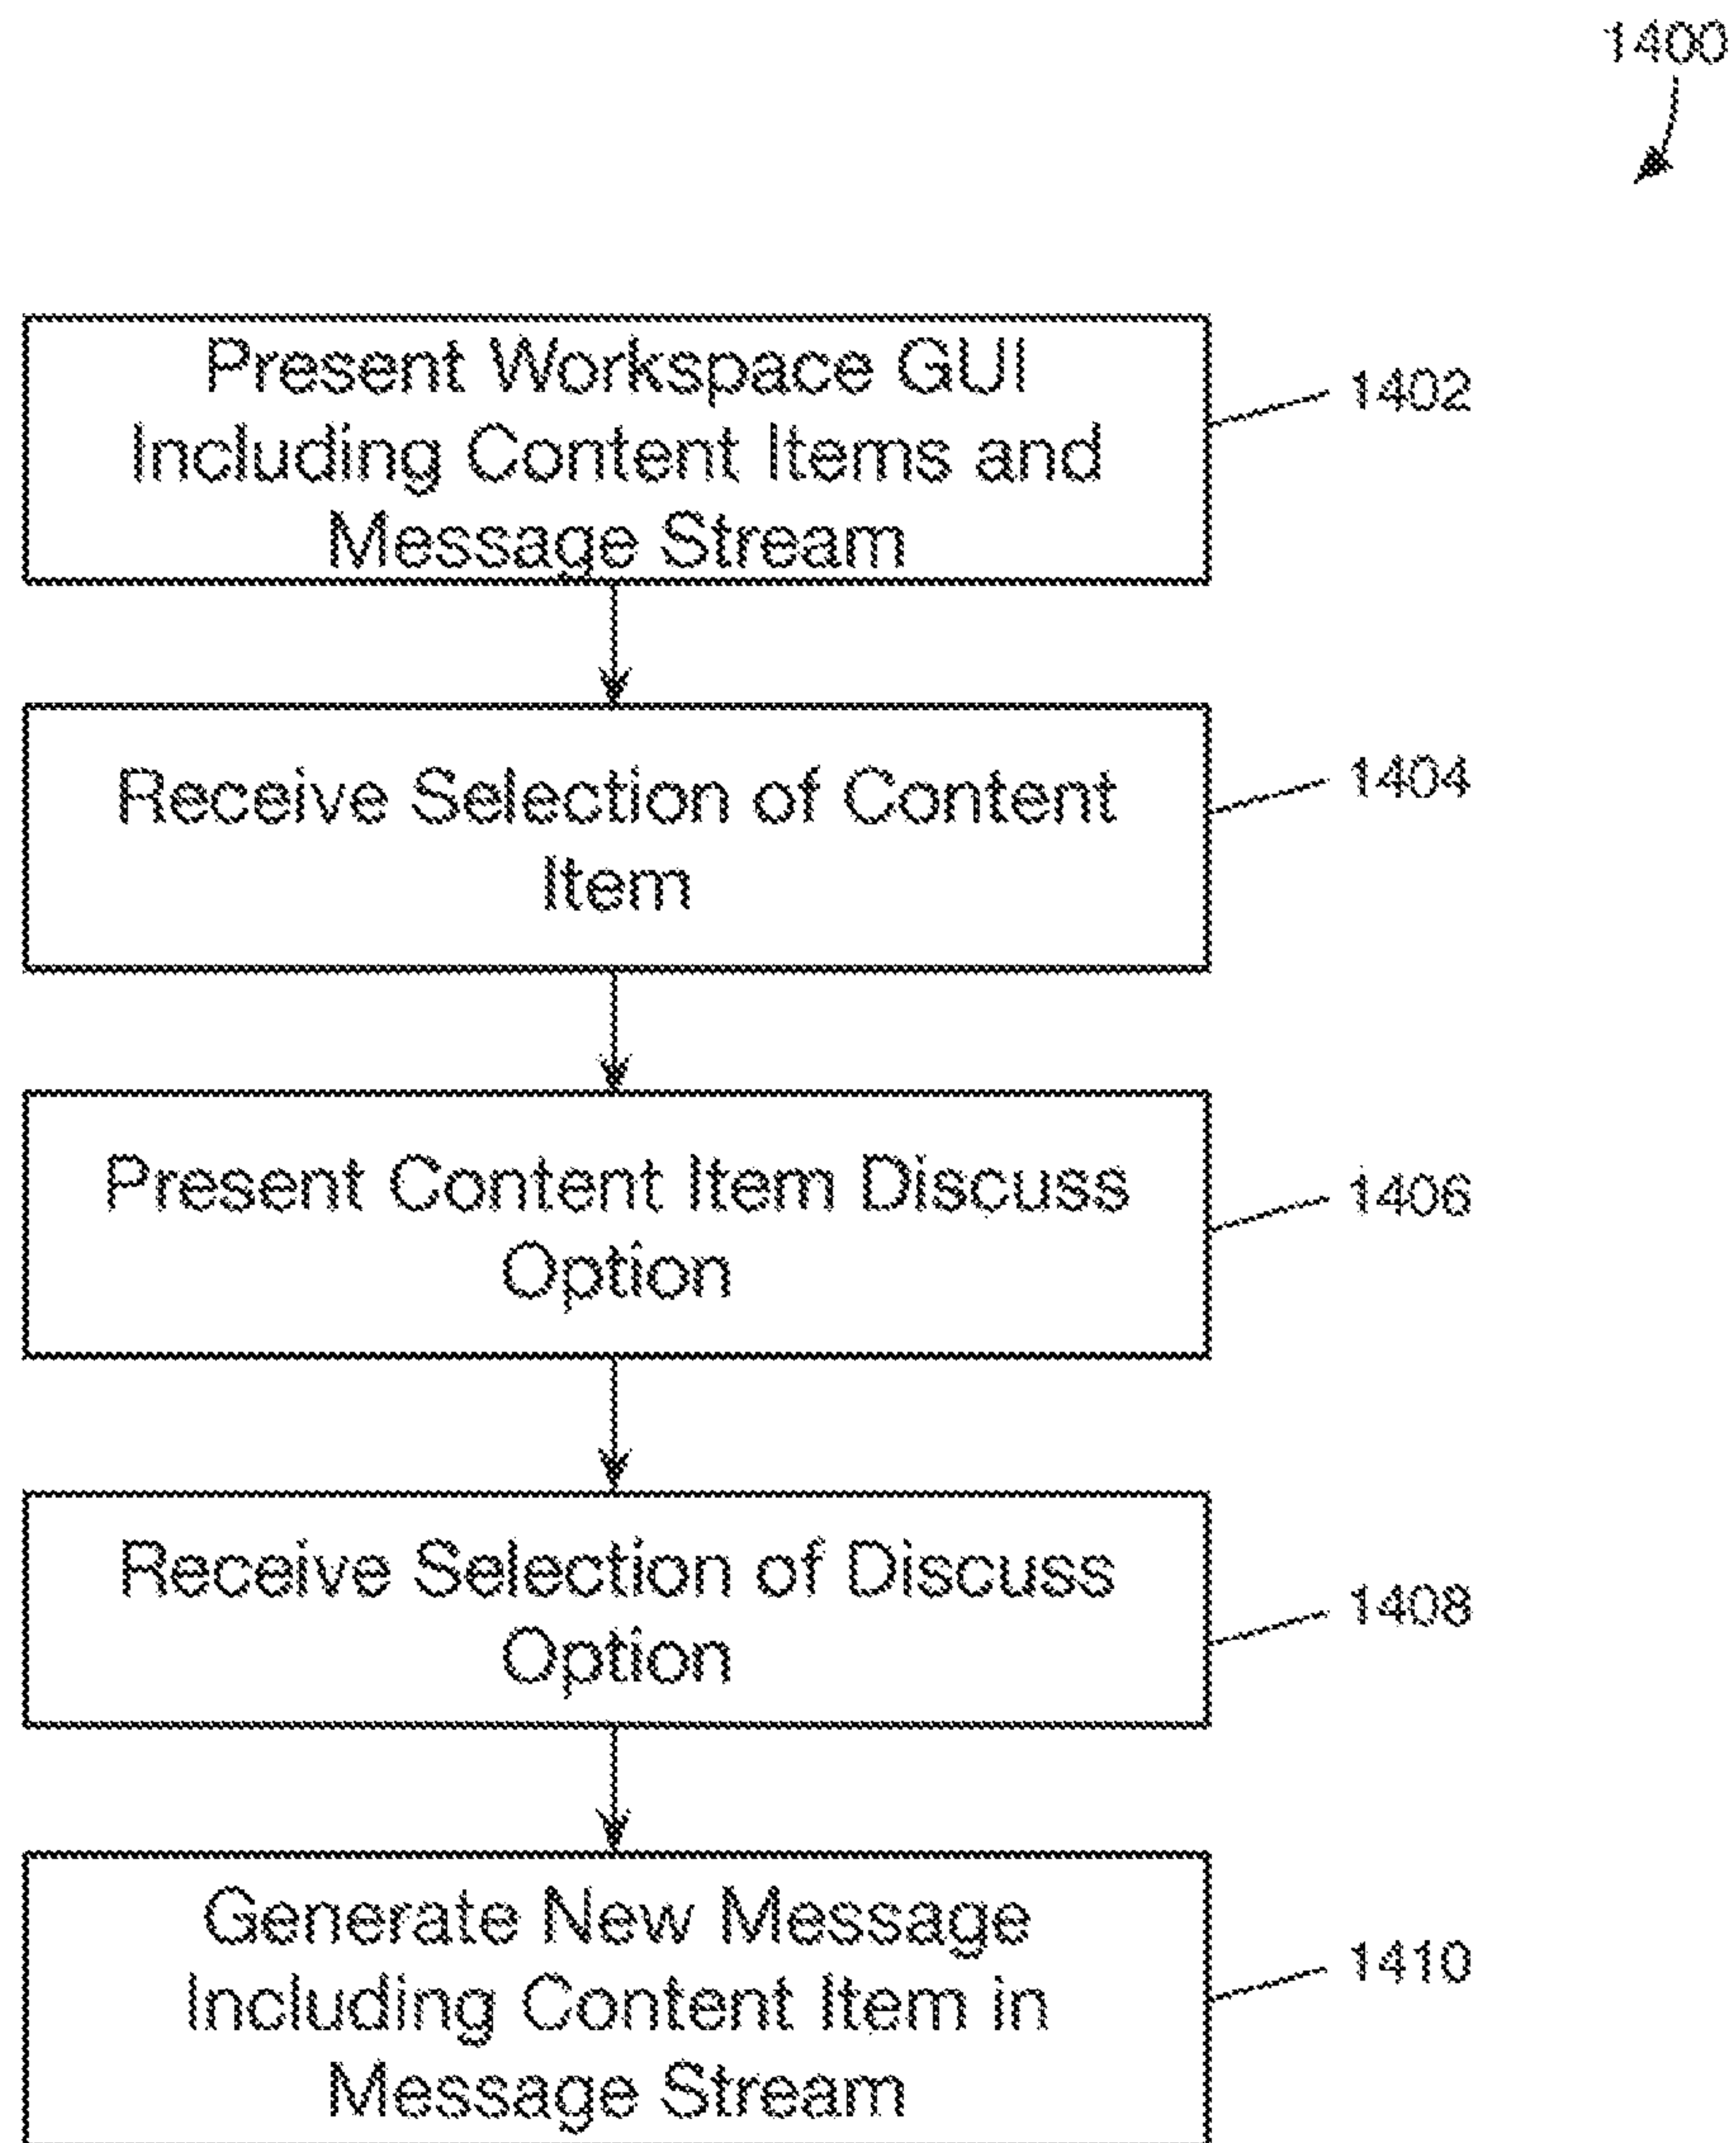 1400
Present Workspace GUI
Including Content Items and
Message Stream
1402
Receive Selection of Content
Item
1404
Present Content Item Discuss
Option
1406
Receive Selection of Discuss
Option
1408
Generate New Message
Including Content Item in
Message Stream
1410